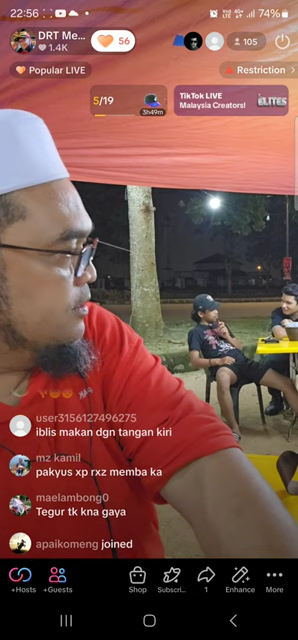 22:56
74%
DRT Me...
1.4K
56
105
Popular LIVE
Restriction >
5/19
3h49m
TikTok LIVE
Malaysia Creators!
ELITES
user3156127496275
iblis makan dgn tangan kiri
mz kamil
pakyus xp rxz memba ka
maelambong0
Tegur tk kna gaya
apaikomeng joined
+Hosts
+Guests
Shop
Subscri...
1
Enhance
More